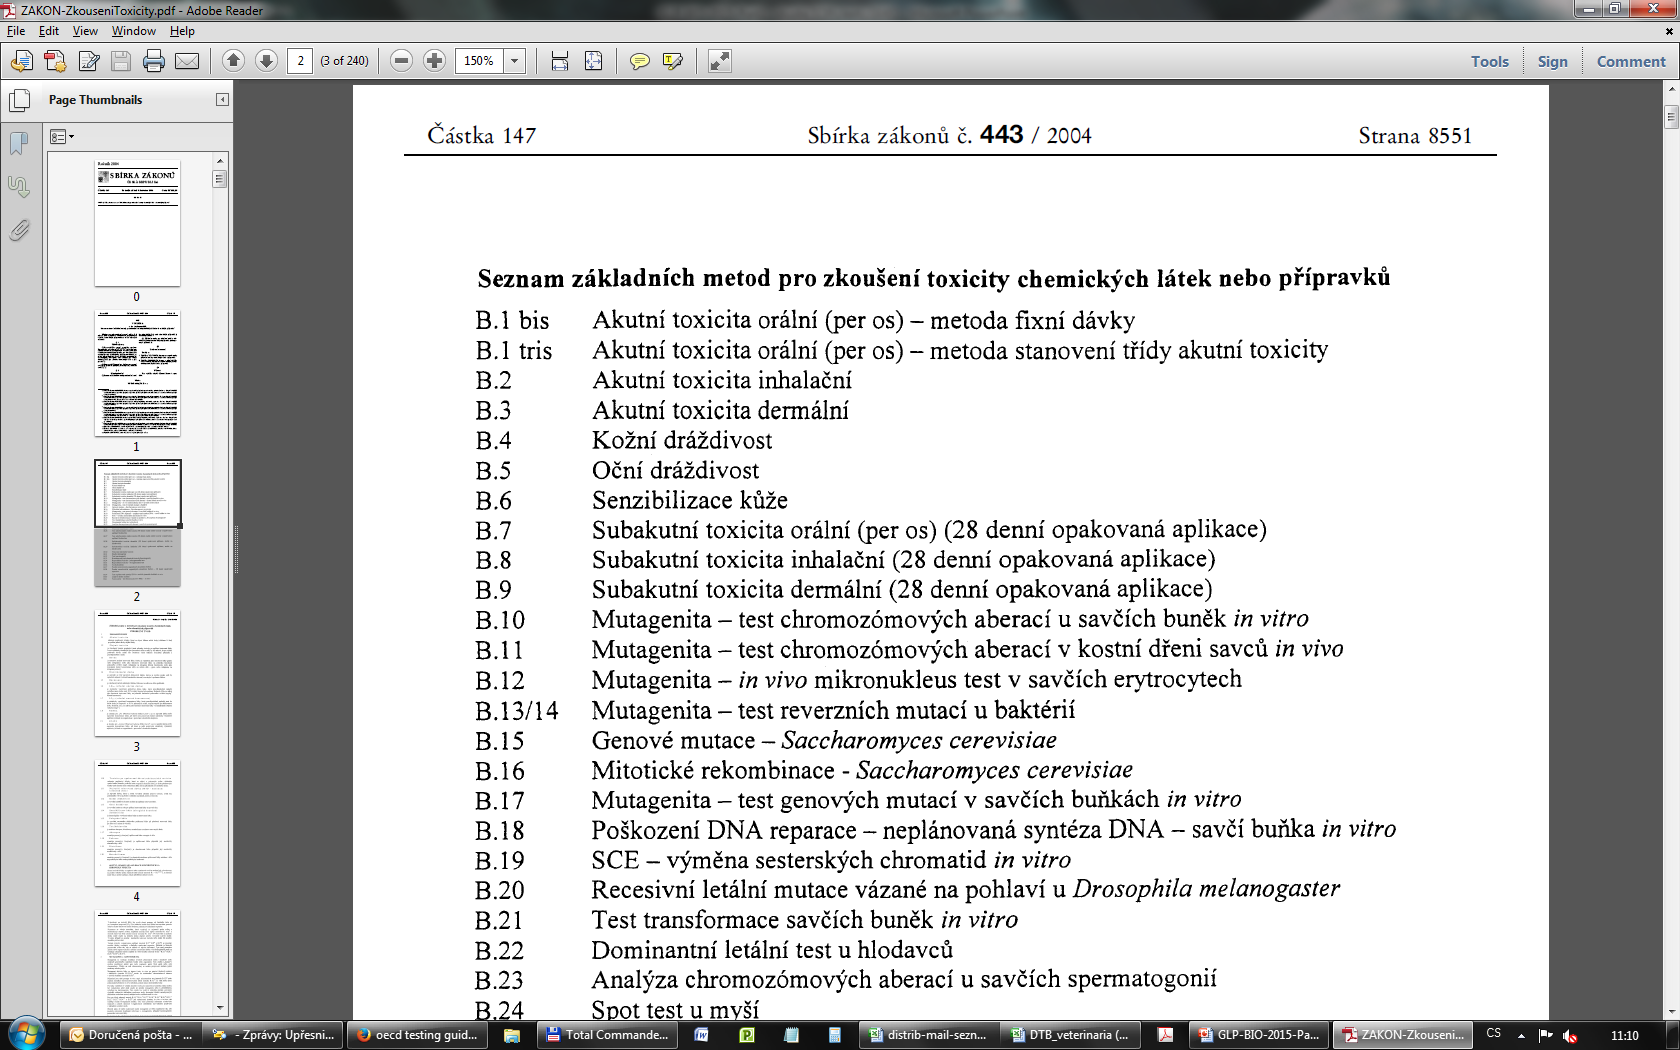 ZAKON-ZkouseniToxicity.pdf - Adobe Reader
File Edit View Window Help
2 (3 of 240) 150% Tools Sign Comment
Page Thumbnails
SBÍRKA ZÁKONŮ
0
1
2
3
4
Částka 147 Sbírka zákonů č. 443 / 2004 Strana 8551
Seznam základních metod pro zkoušení toxicity chemických látek nebo přípravků
B.1 bis Akutní toxicita orální (per os) – metoda fixní dávky
B.1 tris Akutní toxicita orální (per os) – metoda stanovení třídy akutní toxicity
B.2 Akutní toxicita inhalační
B.3 Akutní toxicita dermální
B.4 Kožní dráždivost
B.5 Oční dráždivost
B.6 Senzibilizace kůže
B.7 Subakutní toxicita orální (per os) (28 denní opakovaná aplikace)
B.8 Subakutní toxicita inhalační (28 denní opakovaná aplikace)
B.9 Subakutní toxicita dermální (28 denní opakovaná aplikace)
B.10 Mutagenita – test chromozómových aberací u savčích buněk in vitro
B.11 Mutagenita – test chromozómových aberací v kostní dřeni savců in vivo
B.12 Mutagenita – in vivo mikronukleus test v savčích erytrocytech
B.13/14 Mutagenita – test reverzních mutací u baktérií
B.15 Genové mutace – Saccharomyces cerevisiae
B.16 Mitotické rekombinace - Saccharomyces cerevisiae
B.17 Mutagenita – test genových mutací v savčích buňkách in vitro
B.18 Poškození DNA reparace – neplánovaná syntéza DNA – savčí buňka in vitro
B.19 SCE – výměna sesterských chromatid in vitro
B.20 Recesivní letální mutace vázané na pohlaví u Drosophila melanogaster
B.21 Test transformace savčích buněk in vitro
B.22 Dominantní letální test u hlodavců
B.23 Analýza chromozómových aberací u savčích spermatogonií
B.24 Spot test u myší
Doručená pošta - ... - Zprávy: Upřesni... oecd testing guid... Total Commande... distrib-mail-sezn... DTB_veterinaria (... GLP-BIO-2015-Pa... ZAKON-Zkouseni... CS 11:10